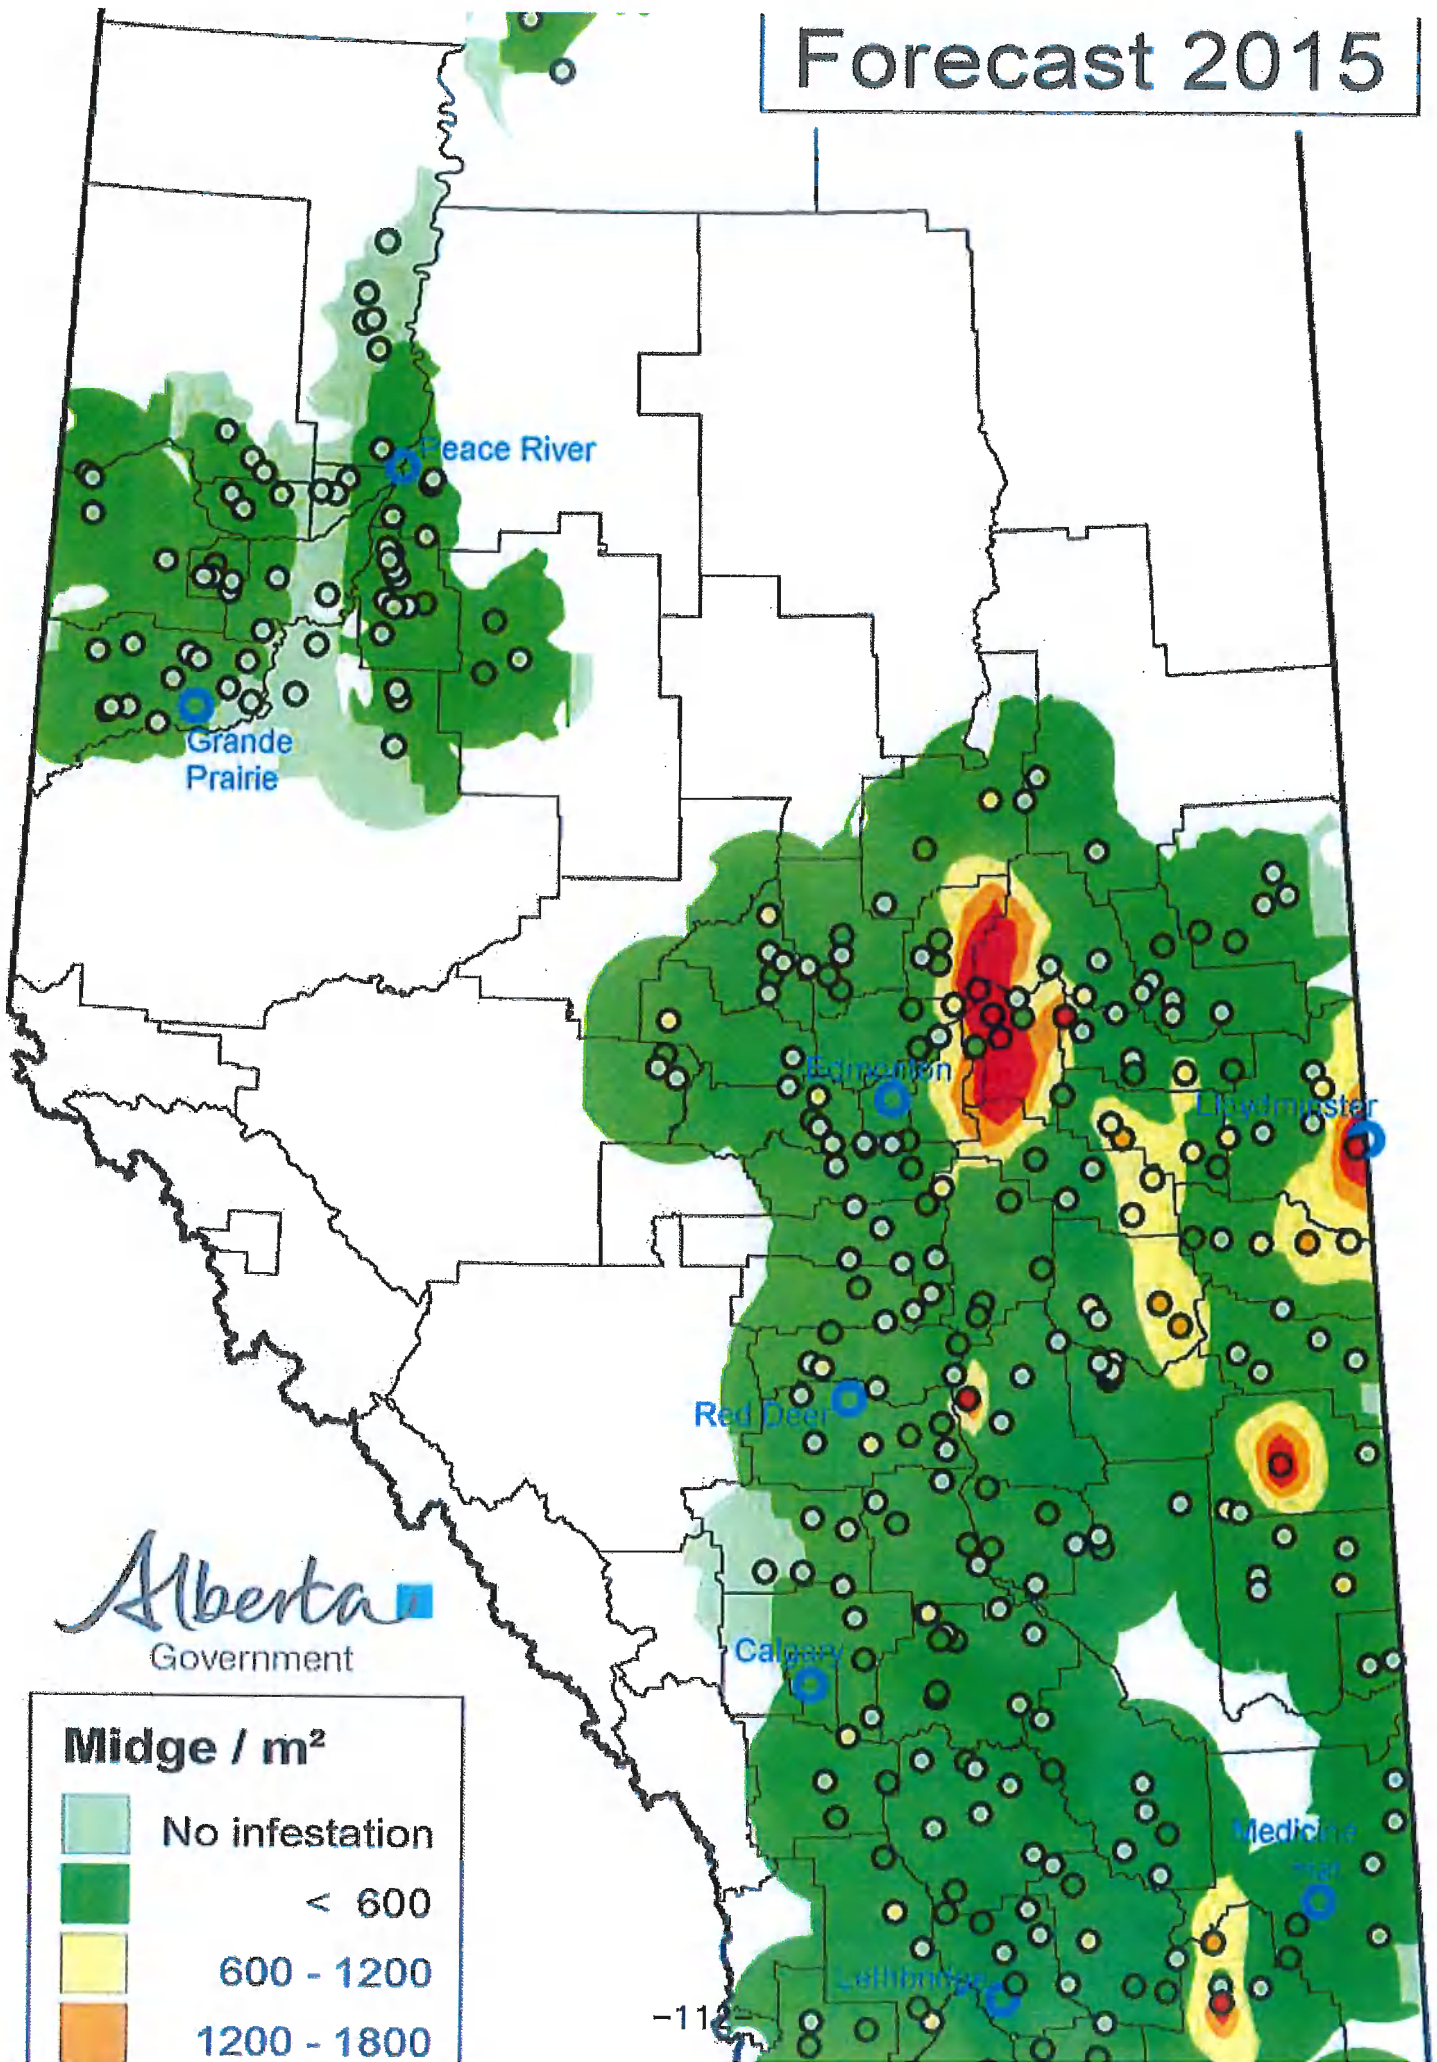 Forecast 2015
Peace River
Grande
Prairie
Edmonton
Lloydminster
Red Deer
Alberta
Government
Calgary
Midge / m²
No infestation
< 600
600 - 1200
1200 - 1800
Medicine
Hat
Lethbridge